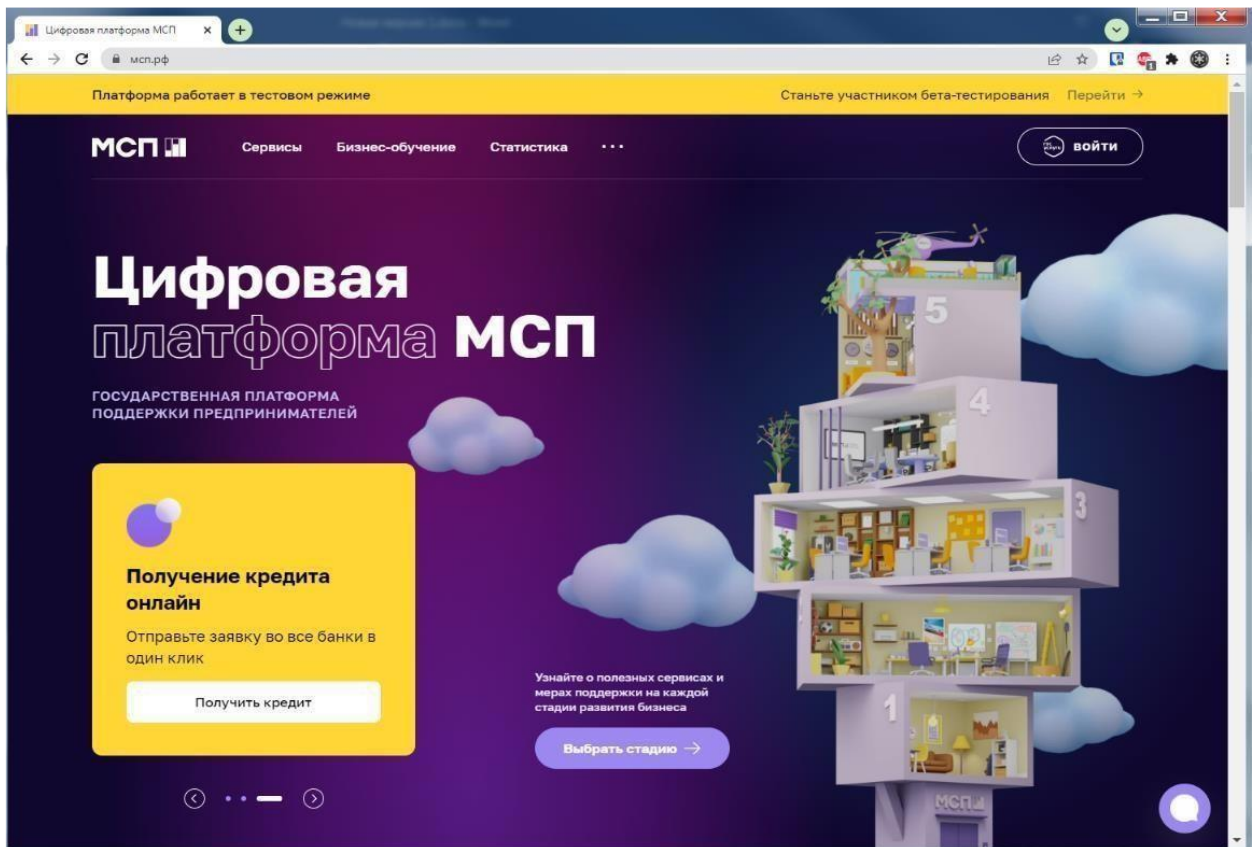 Цифровая платформа МСП
мсп.рф
Платформа работает в тестовом режиме
Станьте участником бета-тестирования Перейти →
МСП
Сервисы Бизнес-обучение Статистика ···
ВОЙТИ
Цифровая
платформа МСП
ГОСУДАРСТВЕННАЯ ПЛАТФОРМА
ПОДДЕРЖКИ ПРЕДПРИНИМАТЕЛЕЙ
Получение кредита
онлайн
Отправьте заявку во все банки в
один клик
Получить кредит
Узнайте о полезных сервисах и
мерах поддержки на каждой
стадии развития бизнеса
Выбрать стадию →
5
4
3
1
МСП